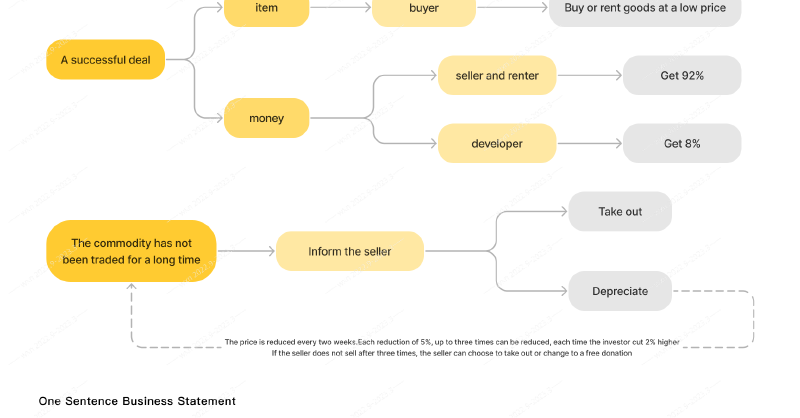 item
buyer
Buy or rent goods at a low price
A successful deal
seller and renter
Get 92%
money
developer
Get 8%
Take out
The commodity has not
been traded for a long time
Inform the seller
Depreciate
The price is reduced every two weeks.Each reduction of 5%, up to three times can be reduced, each time the investor cut 2% higher
If the seller does not sell after three times, the seller can choose to take out or change to a free donation
One Sentence Business Statement